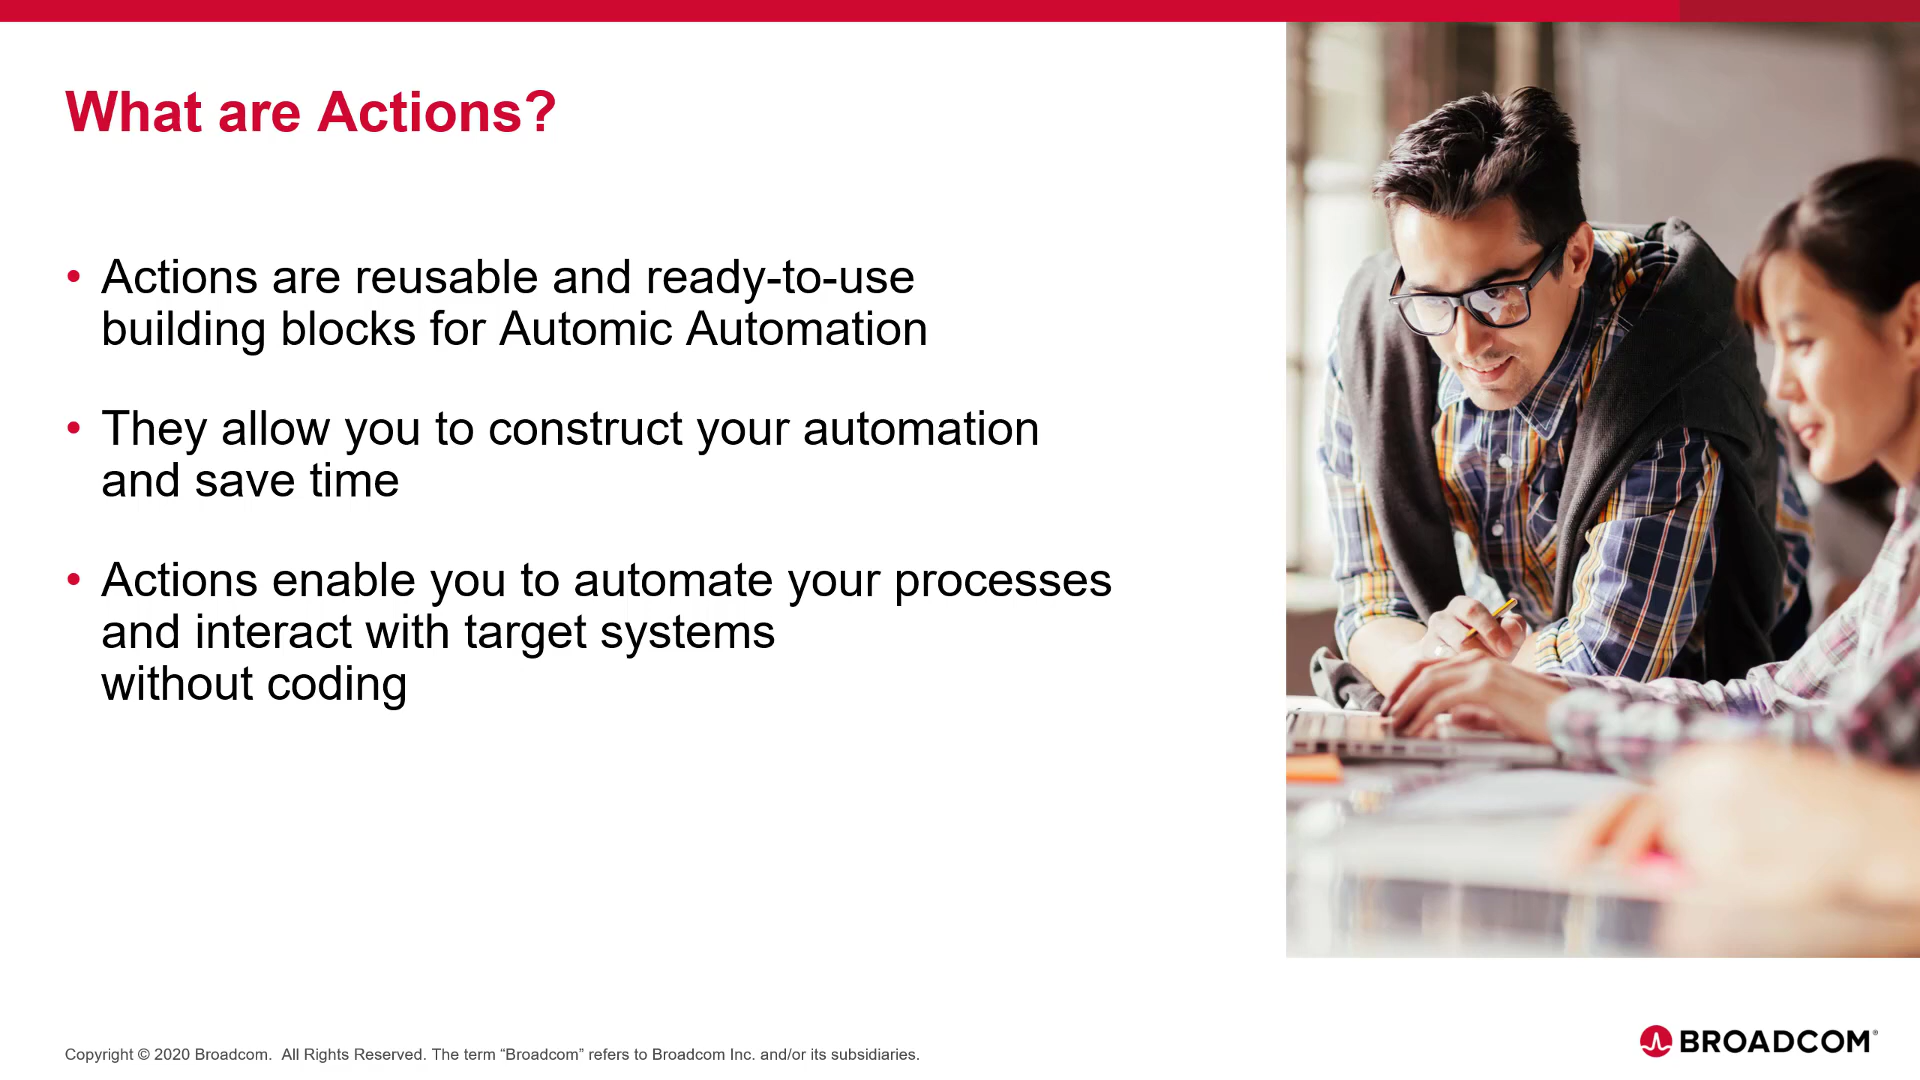 What are Actions?
• Actions are reusable and ready-to-use
building blocks for Automic Automation
• They allow you to construct your automation
and save time
• Actions enable you to automate your processes
and interact with target systems
without coding
Copyright © 2020 Broadcom.  All Rights Reserved. The term “Broadcom” refers to Broadcom Inc. and/or its subsidiaries.
BROADCOM®